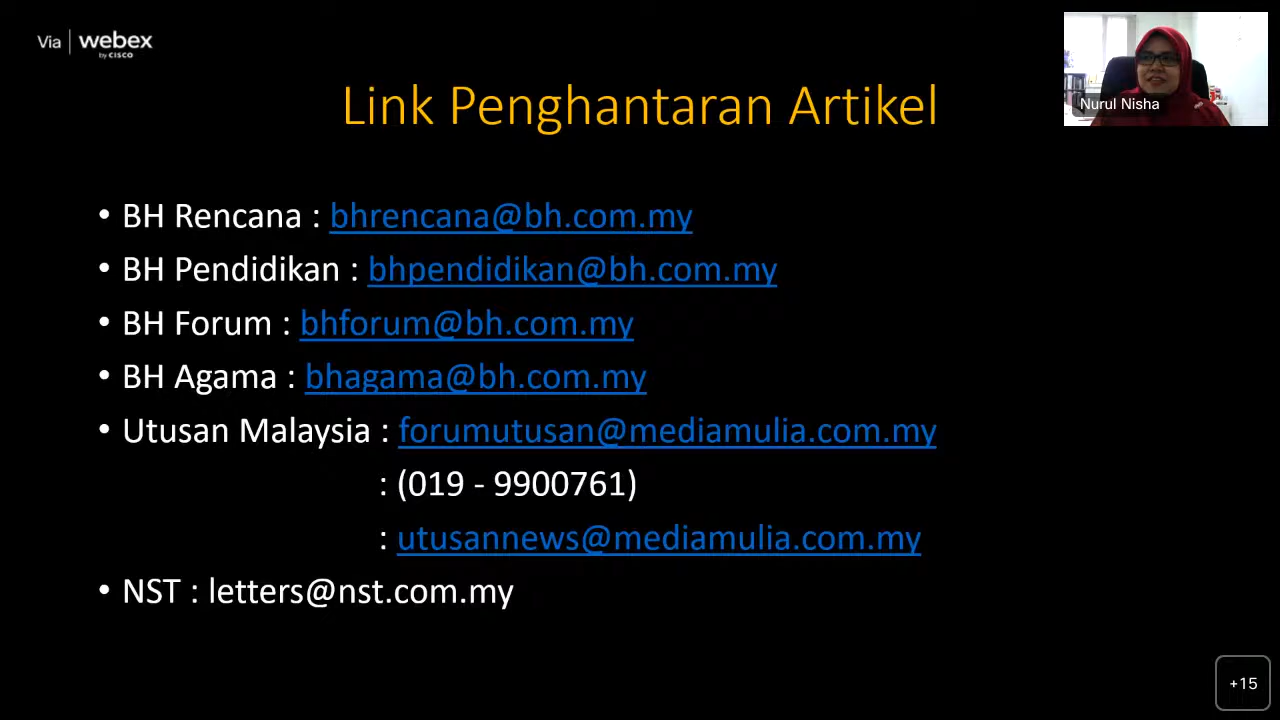 Via | webex
by CISCO
Nurul Nisha
Link Penghantaran Artikel
• BH Rencana : bhrencana@bh.com.my
• BH Pendidikan : bhpendidikan@bh.com.my
• BH Forum : bhforum@bh.com.my
• BH Agama : bhagama@bh.com.my
• Utusan Malaysia : forumutusan@mediamulia.com.my
: (019 - 9900761)
: utusannews@mediamulia.com.my
• NST : letters@nst.com.my
+15